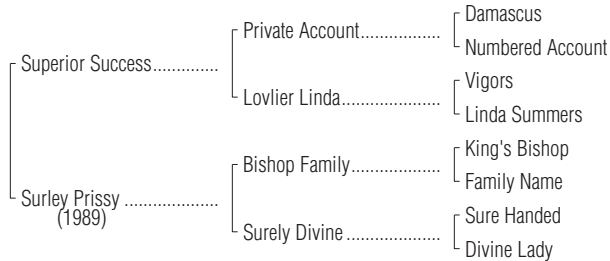 Damascus
Private Account..................
Numbered Account
Superior Success..............
Vigors
Lovlier Linda......................
Linda Summers
King's Bishop
Bishop Family....................
Family Name
Surley Prissy ....................
(1989)
Sure Handed
Surely Divine .....................
Divine Lady